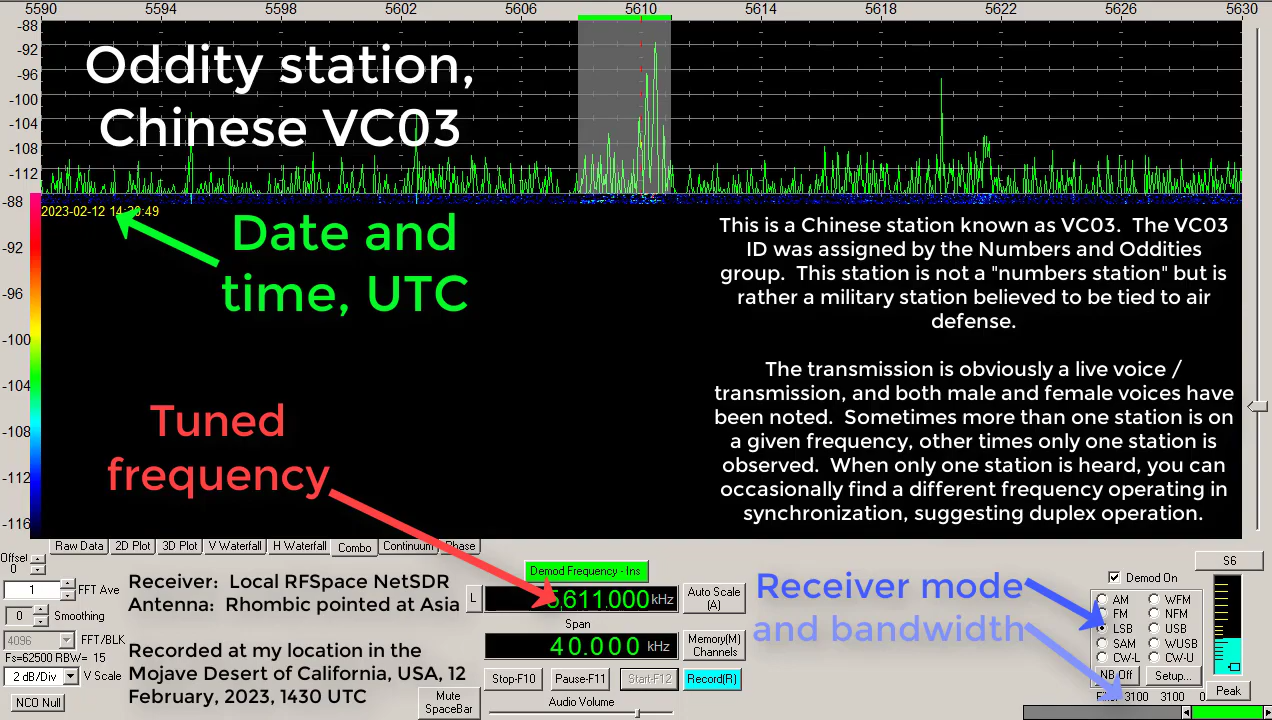 5590 5594 5598 5602 5606 5610 5614 5618 5622 5626 5630
-88
-92
-96
-100
-104
-108
-112
Oddity station,
Chinese VC03
-88
-92
-96
-100
-104
-108
-112
-116
Date and
time, UTC
This is a Chinese station known as VC03. The VC03
ID was assigned by the Numbers and Oddities
group. This station is not a "numbers station" but is
rather a military station believed to be tied to air
defense.
The transmission is obviously a live voice /
transmission, and both male and female voices have
been noted. Sometimes more than one station is on
a given frequency, other times only one station is
observed. When only one station is heard, you can
occasionally find a different frequency operating in
synchronization, suggesting duplex operation.
Tuned
frequency
Raw Data 2D Plot 3D Plot V Waterfall H Waterfall Combo Continuum Phase
Offset
0
1 FFT Ave
0 Smoothing
4096 FFT/BLK
Fs=62500 RBW= 15
2 dB/Div V Scale
NCO Null
Receiver: Local RFSpace NetSDR
Antenna: Rhombic pointed at Asia
Recorded at my location in the
Mojave Desert of California, USA, 12
February, 2023, 1430 UTC
Demod Frequency - Ins
L
,611.000 kHz
Auto Scale
(A)
Span
40.000 kHz
Memory(M)
Channels
Stop-F10 Pause-F11 Start-F12 Record(R)
Mute
SpaceBar
Audio Volume
Receiver mode
and bandwidth
S6
Demod On
AM WFM
FM NFM
LSB USB
SAM WUSB
CW-L CW-U
NB Off Setup...
3100 3100 0
Peak